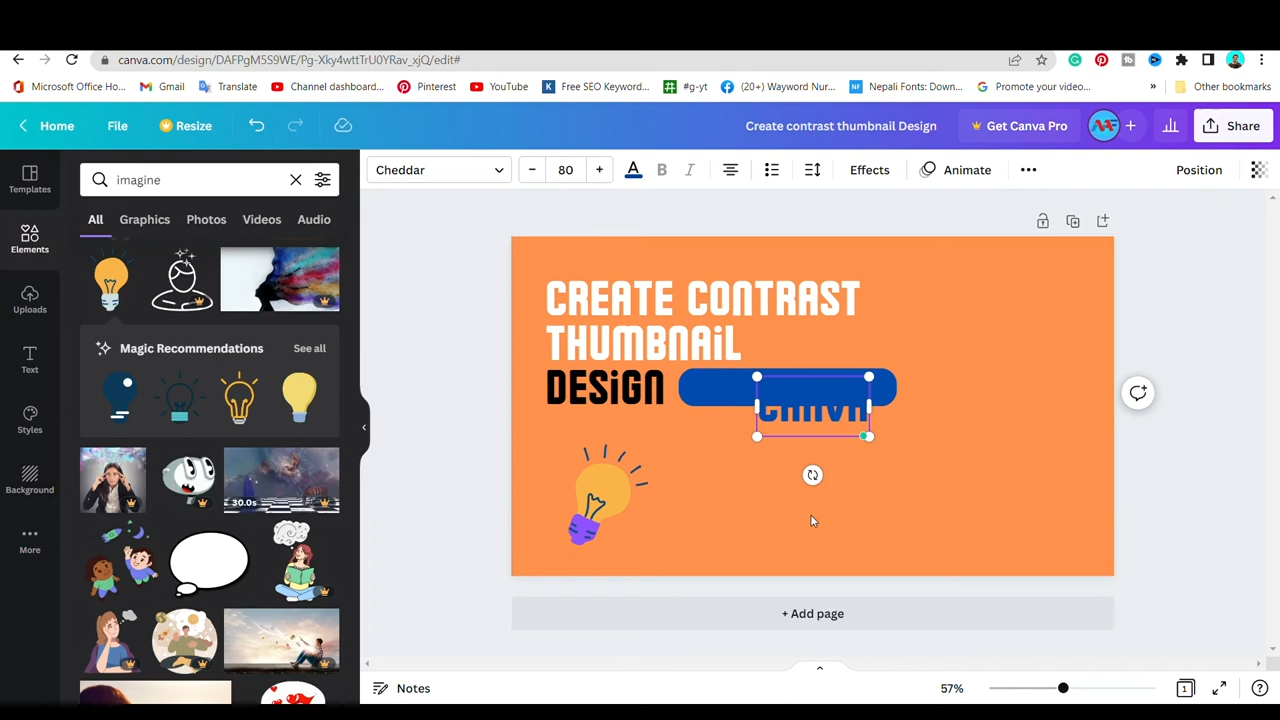 canva.com/design/DAFPgM5S9WE/Pg-Xky4wttTrU0YRav_xjQ/edit#
Microsoft Office Ho... Gmail Translate Channel dashboard... Pinterest YouTube Free SEO Keyword... #g-yt (20+) Wayword Nur... Nepali Fonts: Down... Promote your video... » Other bookmarks
Home File Resize Create contrast thumbnail Design Get Canva Pro + Share
Templates
Elements
Uploads
Text
Styles
Background
More
imagine
All Graphics Photos Videos Audio
Magic Recommendations See all
30.0s
Cheddar − 80 + A B I Effects Animate ••• Position
CREATE CONTRAST
THUMBNAiL
DESiGN
CANVA
+ Add page
Notes 57% 1